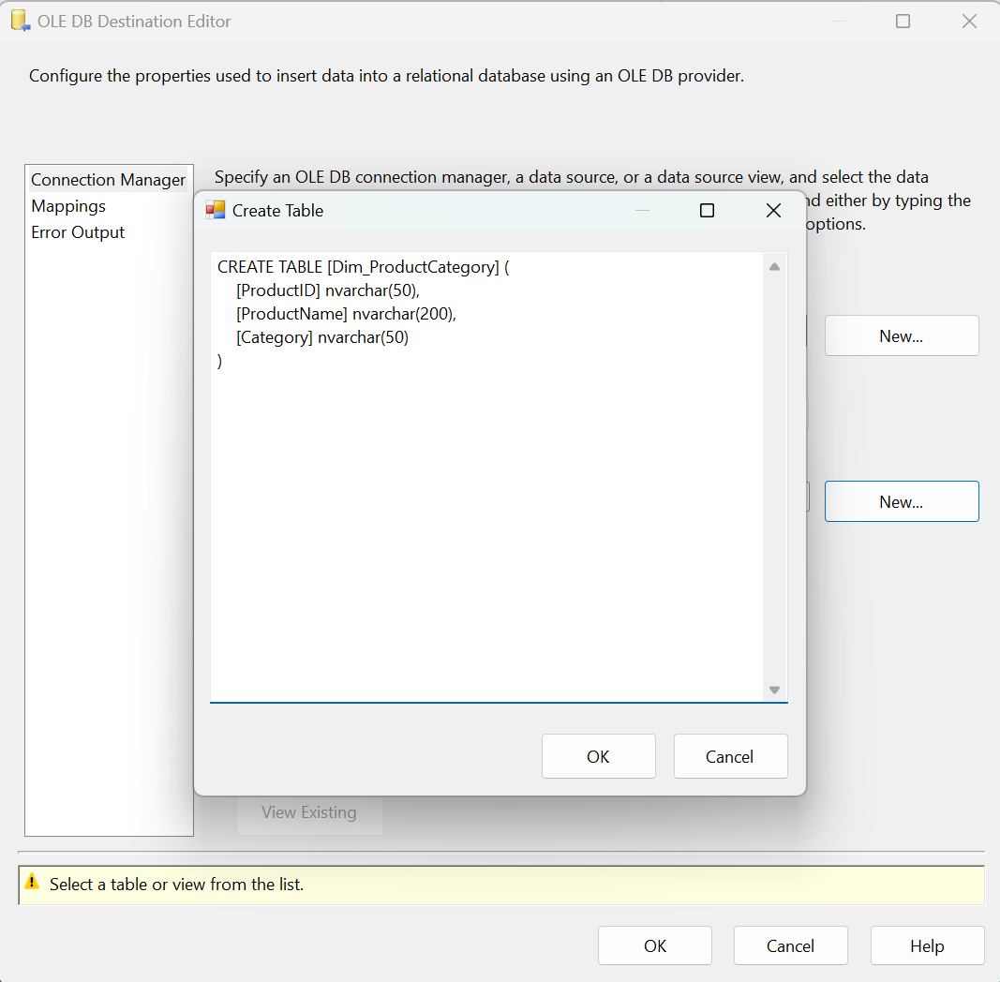 OLE DB Destination Editor
Configure the properties used to insert data into a relational database using an OLE DB provider.
Connection Manager
Mappings
Error Output
Specify an OLE DB connection manager, a data source, or a data source view, and select the data
either by typing the
options.
Create Table
CREATE TABLE [Dim_ProductCategory] (
[ProductID] nvarchar(50),
[ProductName] nvarchar(200),
[Category] nvarchar(50)
)
New...
New...
OK
Cancel
View Existing
Select a table or view from the list.
OK
Cancel
Help